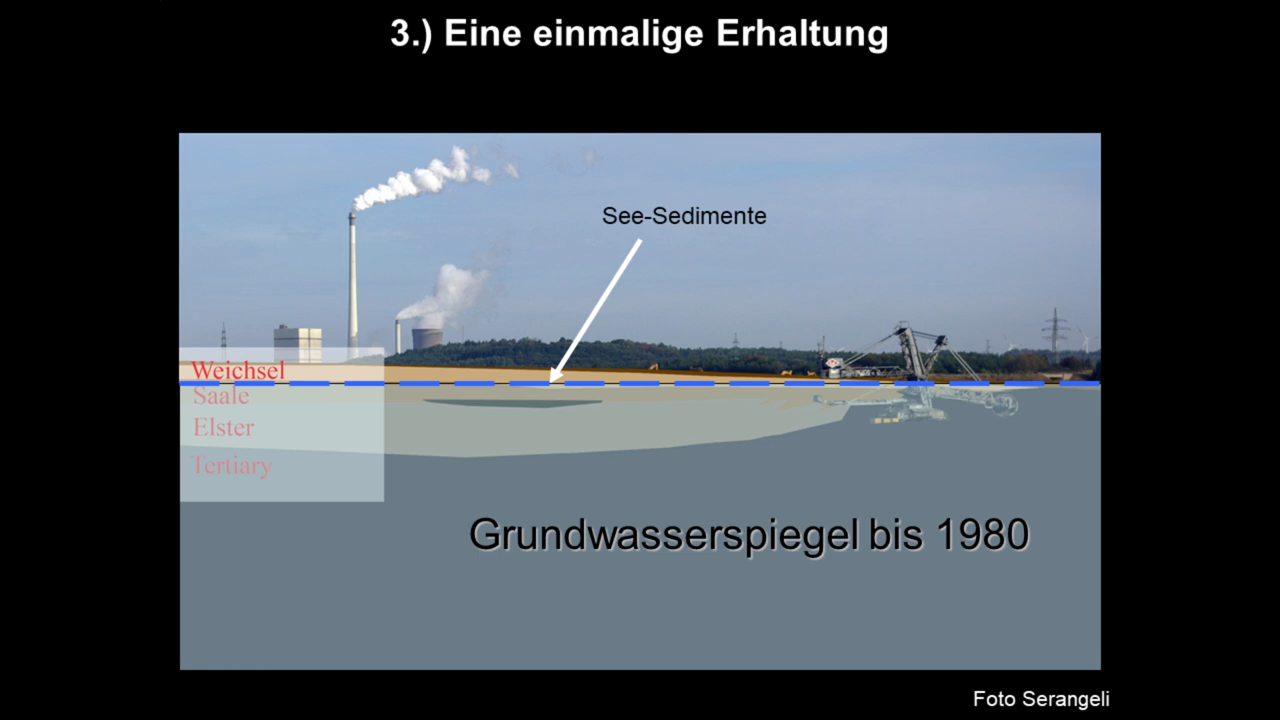 3.) Eine einmalige Erhaltung
See-Sedimente
Weichsel
Saale
Elster
Tertiary
Grundwasserspiegel bis 1980
Foto Serangeli